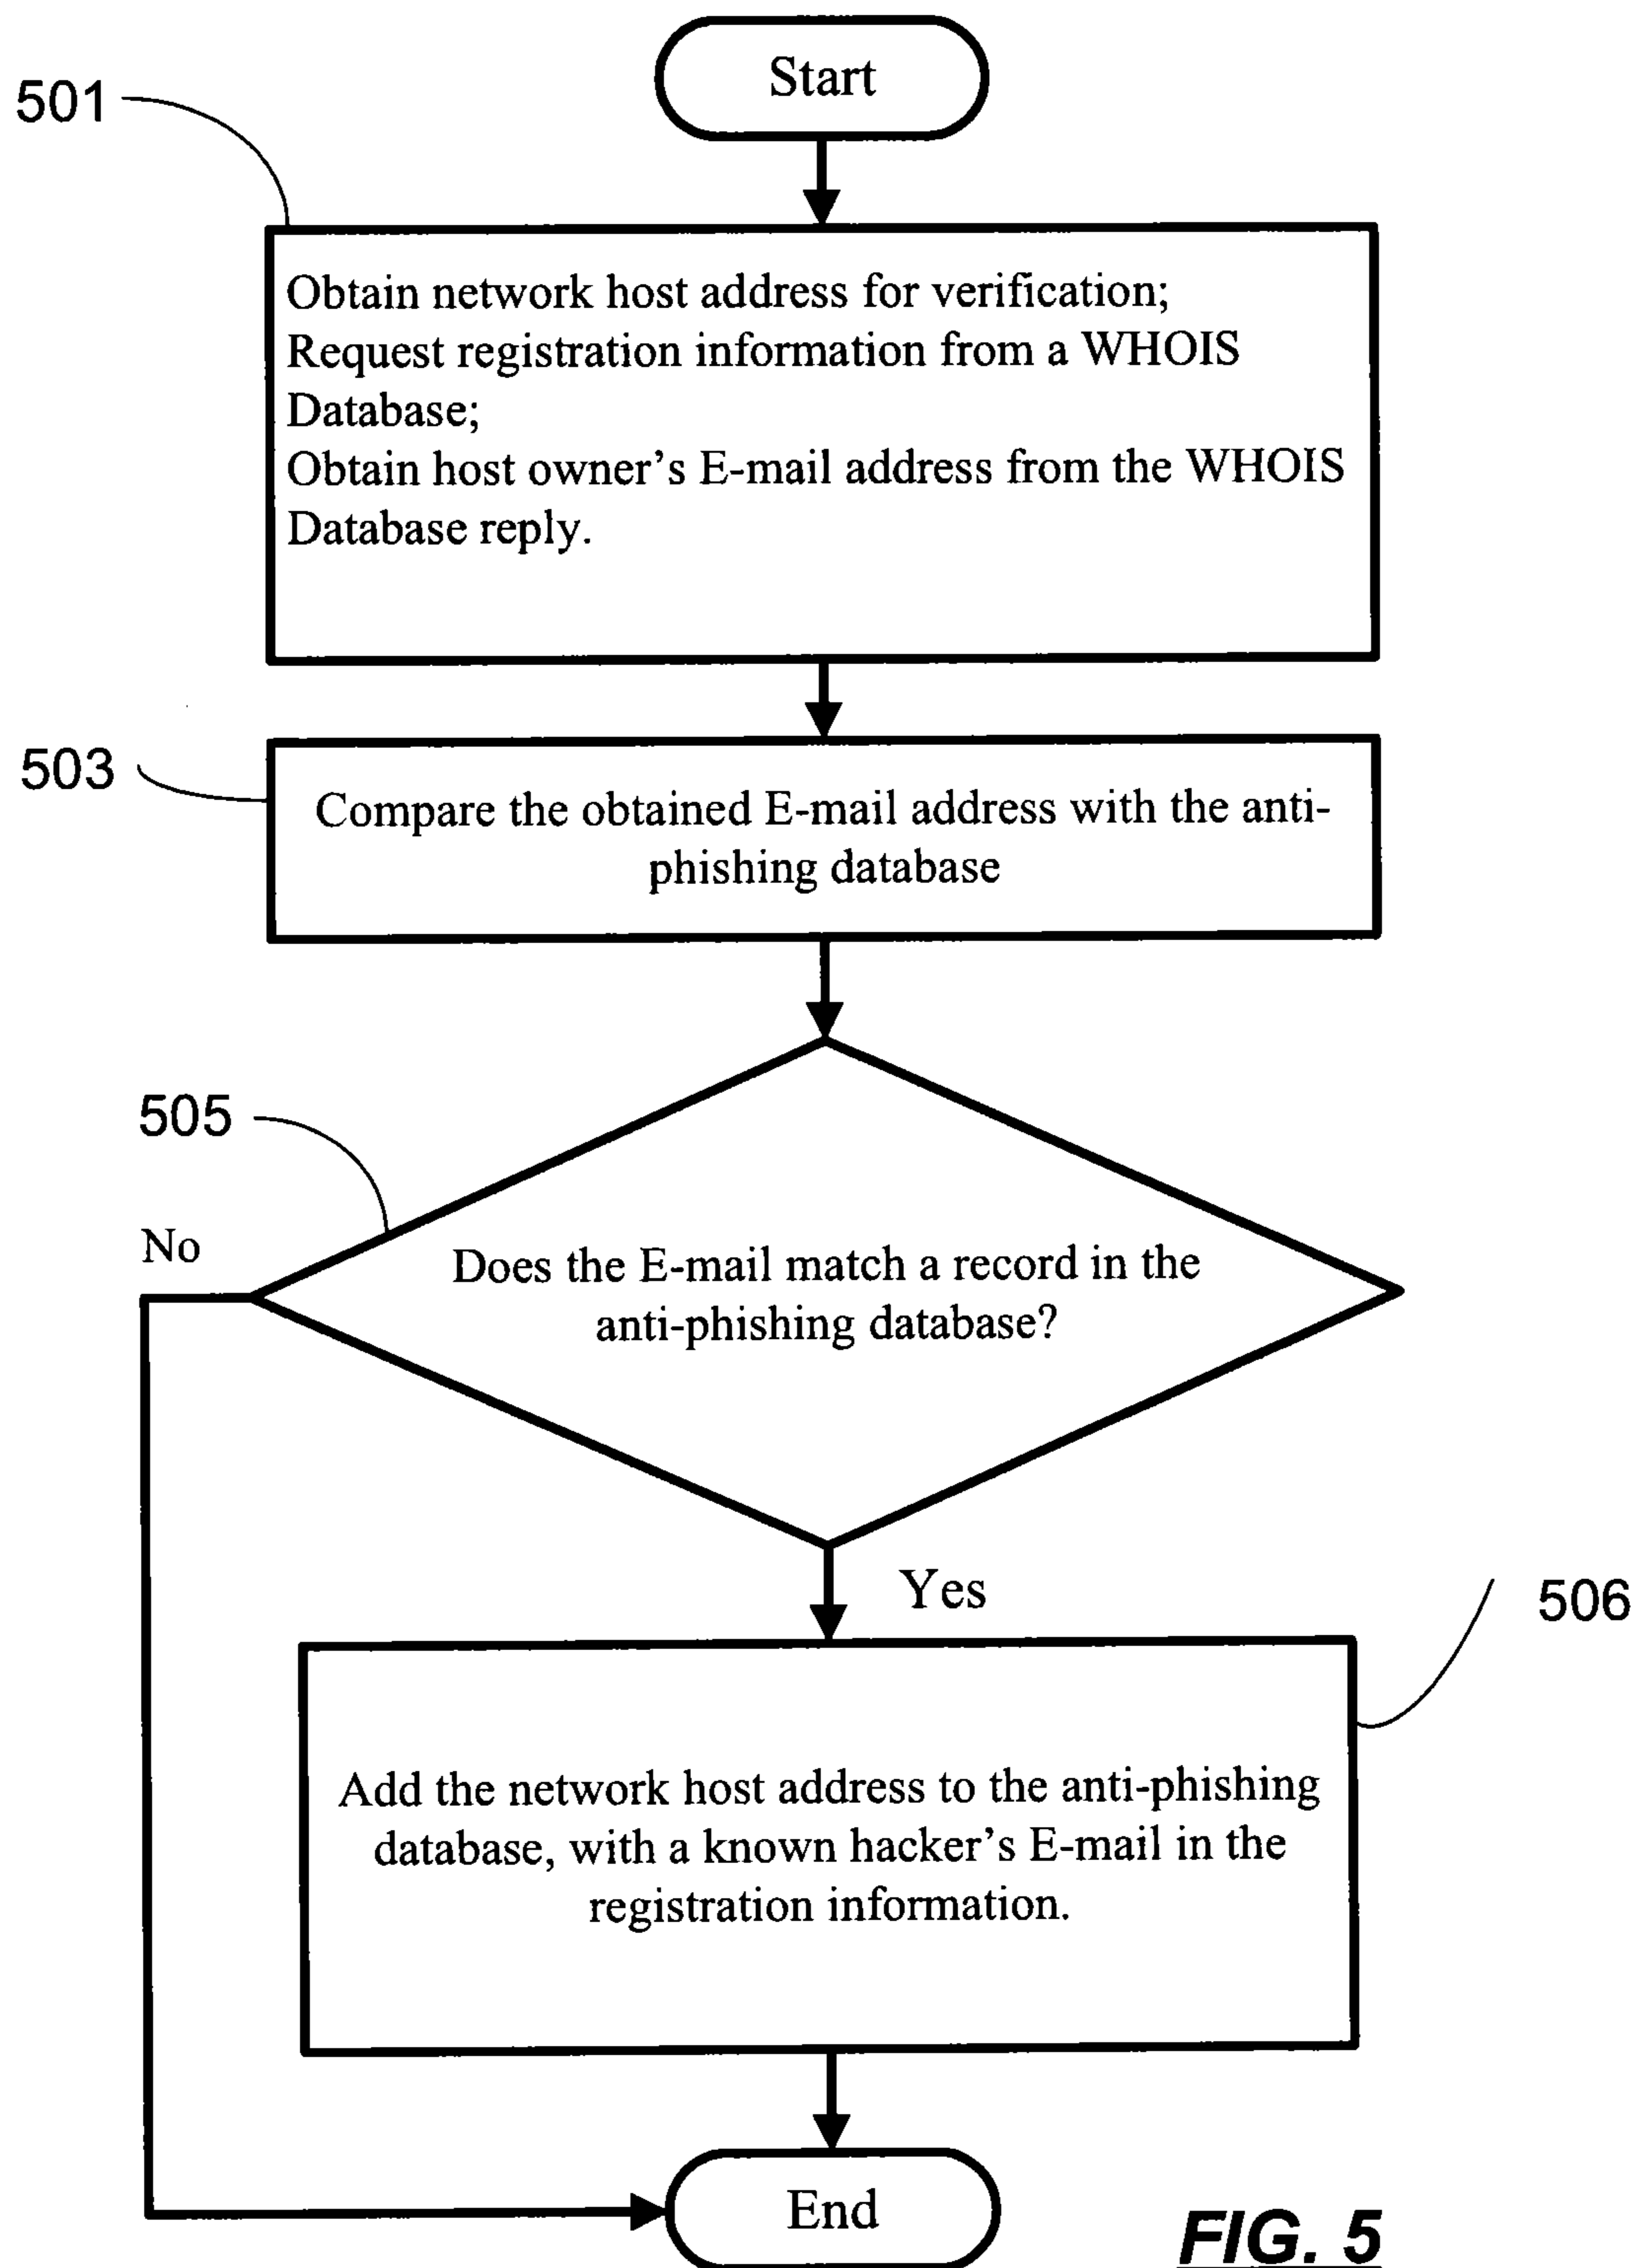 Start
501
Obtain network host address for verification;
Request registration information from a WHOIS
Database;
Obtain host owner’s E-mail address from the WHOIS
Database reply.
503
Compare the obtained E-mail address with the anti-
phishing database
505
No
Does the E-mail match a record in the
anti-phishing database?
Yes
506
Add the network host address to the anti-phishing
database, with a known hacker’s E-mail in the
registration information.
End
FIG. 5